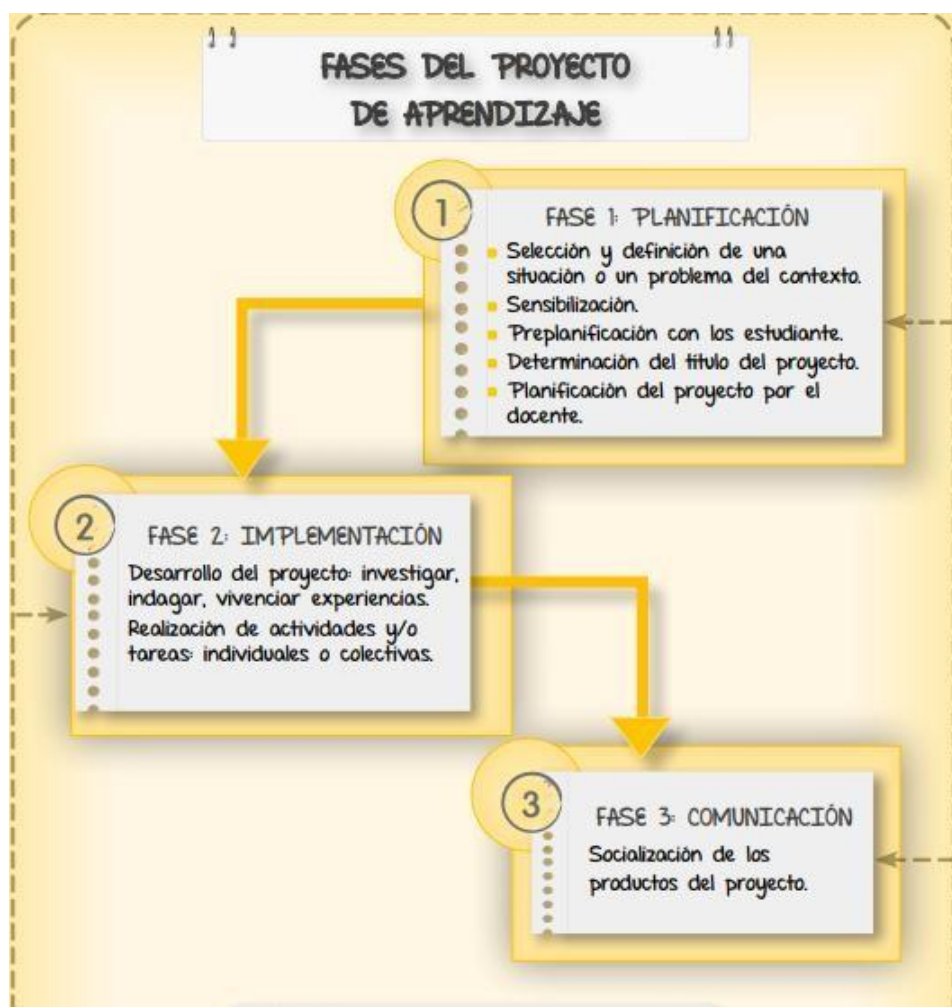 FASES DEL PROYECTO
DE APRENDIZAJE
1
FASE 1: PLANIFICACIÓN
Selección y definición de una
situación o un problema del contexto.
Sensibilización.
Preplanificación con los estudiante.
Determinación del título del proyecto.
Planificación del proyecto por el
docente.
2
FASE 2: IMPLEMENTACIÓN
Desarrollo del proyecto: investigar,
indagar, vivenciar experiencias.
Realización de actividades y/o
tareas: individuales o colectivas.
3
FASE 3: COMUNICACIÓN
Socialización de los
productos del proyecto.